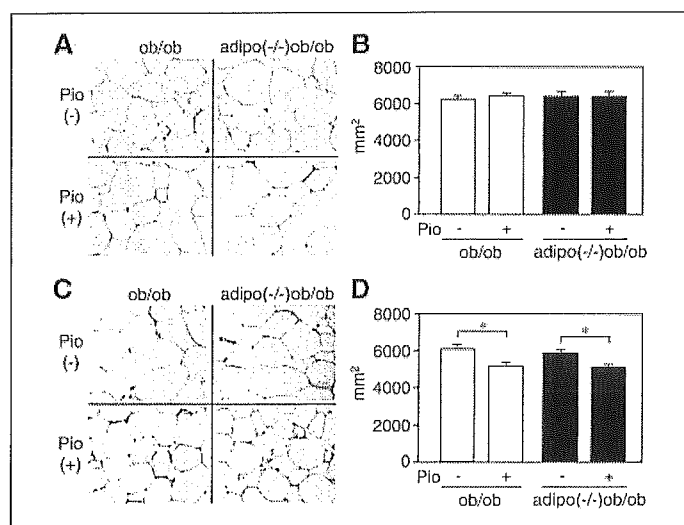 A
ob/ob adipo(-/-)ob/ob
Pio
(-)
Pio
(+)
B
8000
6000
4000
2000
0
mm²
Pio - + - +
ob/ob adipo(-/-)ob/ob
C
ob/ob adipo(-/-)ob/ob
Pio
(-)
Pio
(+)
D
8000
6000
4000
2000
0
mm²
* *
Pio - + - +
ob/ob adipo(-/-)ob/ob